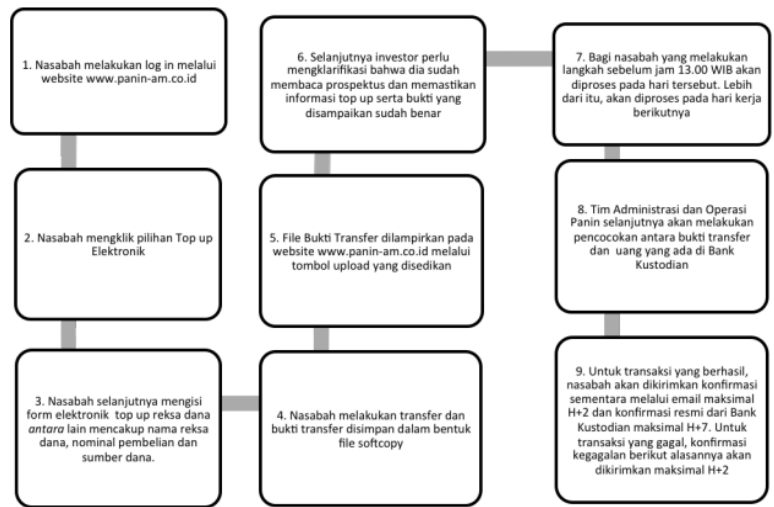 1. Nasabah melakukan log in melalui
website www.panin-am.co.id
2. Nasabah mengklik pilihan Top up
Elektronik
3. Nasabah selanjutnya mengisi
form elektronik top up reksa dana
antara lain mencakup nama reksa
dana, nominal pembelian dan
sumber dana.
4. Nasabah melakukan transfer dan
bukti transfer disimpan dalam bentuk
file softcopy
5. File Bukti Transfer dilampirkan pada
website www.panin-am.co.id melalui
tombol upload yang disedikan
6. Selanjutnya investor perlu
mengklarifikasi bahwa dia sudah
membaca prospektus dan memastikan
informasi top up serta bukti yang
disampaikan sudah benar
7. Bagi nasabah yang melakukan
langkah sebelum jam 13.00 WIB akan
diproses pada hari tersebut. Lebih
dari itu, akan diproses pada hari kerja
berikutnya
8. Tim Administrasi dan Operasi
Panin selanjutnya akan melakukan
pencocokan antara bukti transfer
dan uang yang ada di Bank
Kustodian
9. Untuk transaksi yang berhasil,
nasabah akan dikirimkan konfirmasi
sementara melalui email maksimal
H+2 dan konfirmasi resmi dari Bank
Kustodian maksimal H+7. Untuk
transaksi yang gagal, konfirmasi
kegagalan berikut alasannya akan
dikirimkan maksimal H+2